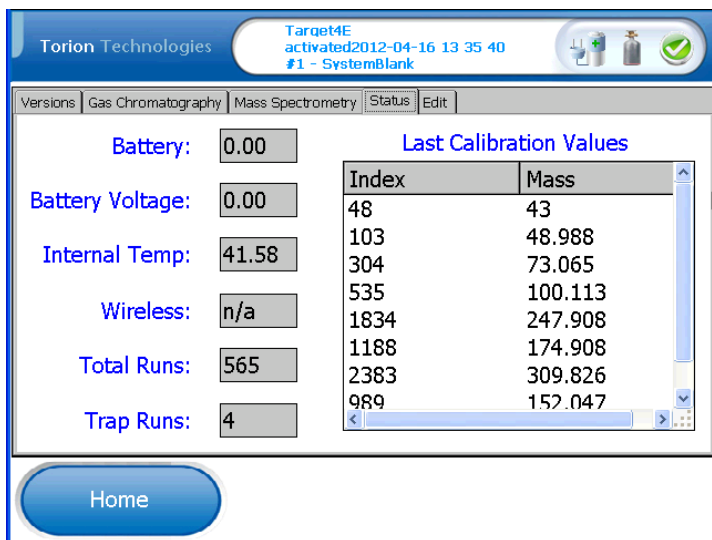 Torion Technologies
Target4E
activated2012-04-16 13 35 40
#1 - SystemBlank
Versions Gas Chromatography Mass Spectrometry Status Edit
Battery: 0.00
Battery Voltage: 0.00
Internal Temp: 41.58
Wireless: n/a
Total Runs: 565
Trap Runs: 4
Last Calibration Values
Index Mass
48 43
103 48.988
304 73.065
535 100.113
1834 247.908
1188 174.908
2383 309.826
989 152.047
Home